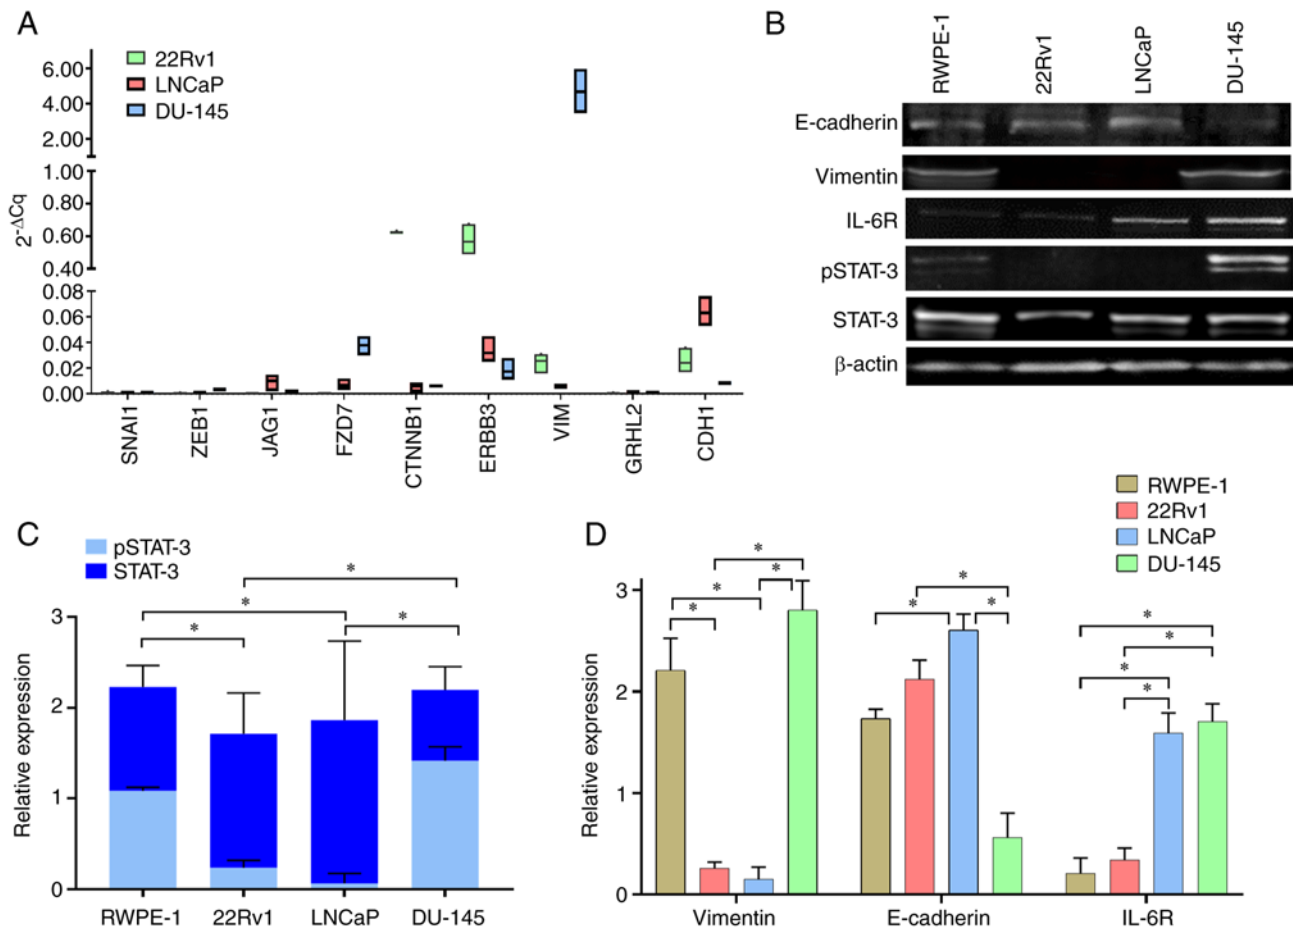 A
22Rv1
LNCaP
DU-145
2-ΔCq
6.00
4.00
2.00
1.00
0.80
0.60
0.40
0.08
0.06
0.04
0.02
0.00
SNAI1
ZEB1
JAG1
FZD7
CTNNB1
ERBB3
VIM
GRHL2
CDH1
B
RWPE-1
22Rv1
LNCaP
DU-145
E-cadherin
Vimentin
IL-6R
pSTAT-3
STAT-3
β-actin
C
pSTAT-3
STAT-3
Relative expression
3
2
1
0
*
*
*
*
RWPE-1 22Rv1 LNCaP DU-145
D
RWPE-1
22Rv1
LNCaP
DU-145
Relative expression
3
2
1
0
*
*
*
*
*
*
*
*
*
*
*
Vimentin E-cadherin IL-6R